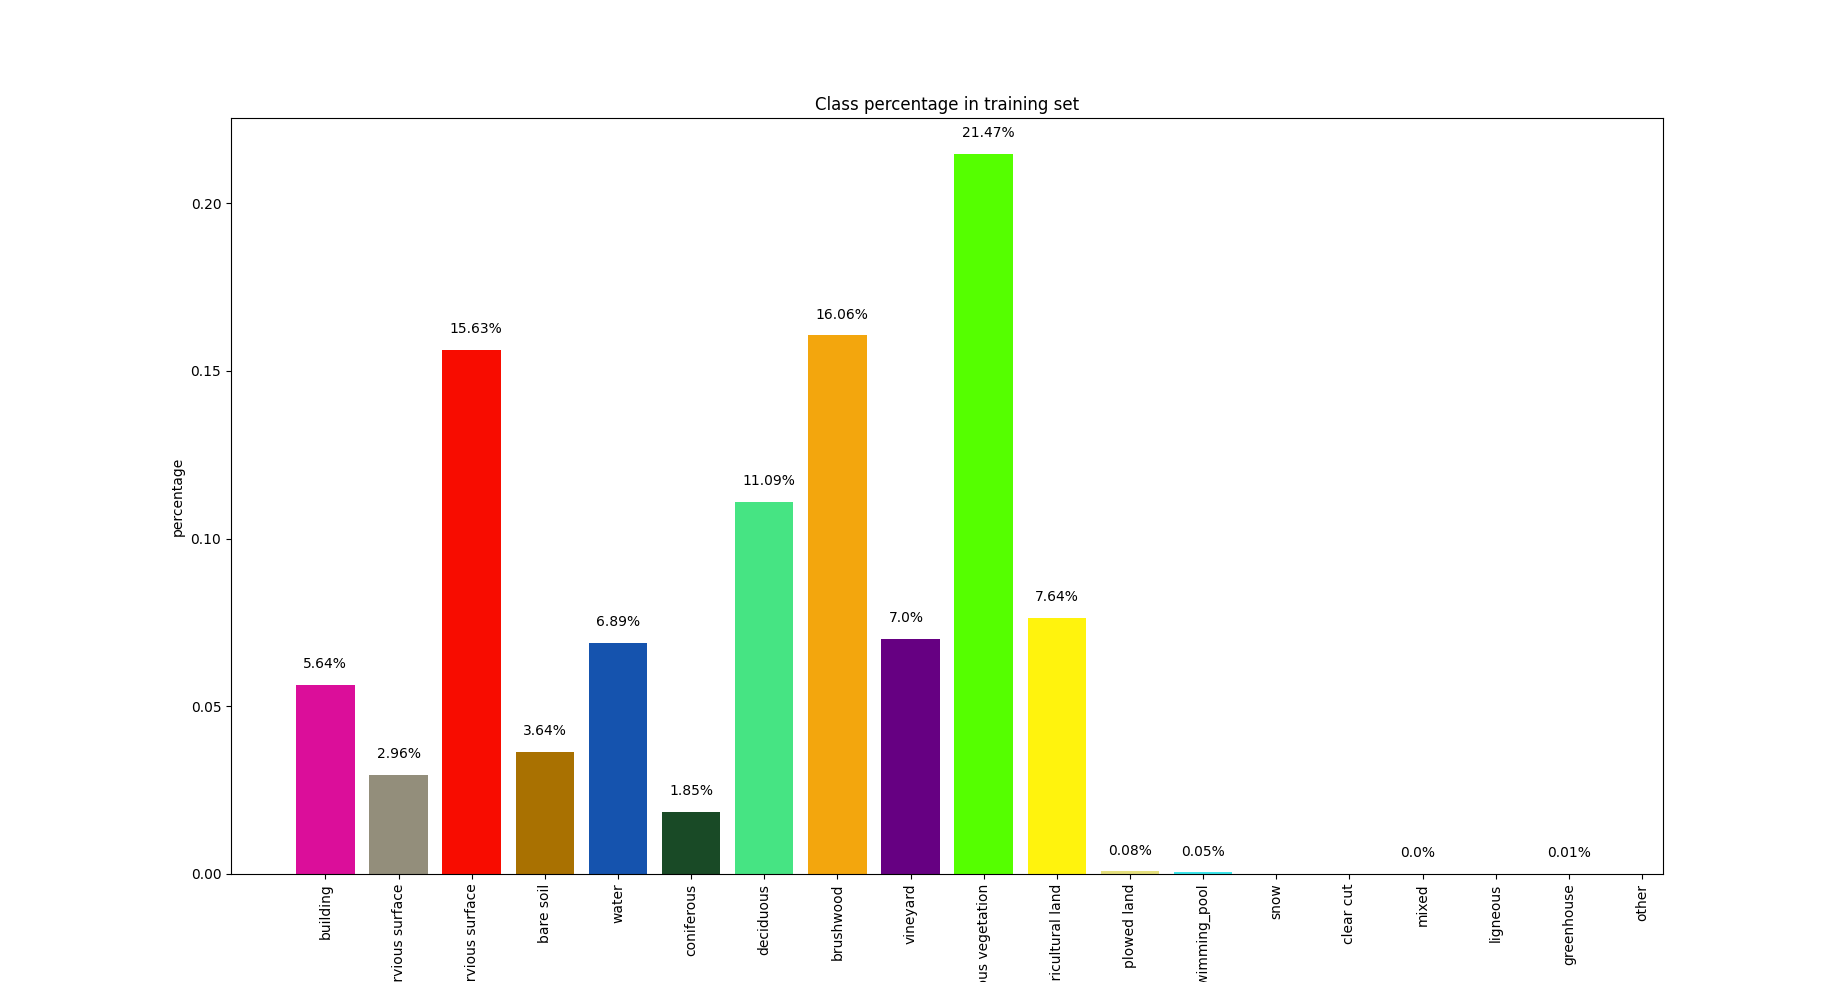 Class percentage in training set
21.47%
0.20
16.06%
15.63%
0.15
11.09%
percentage
0.10
7.64%
7.0%
6.89%
5.64%
0.05
3.64%
2.96%
1.85%
0.08%
0.05%
0.0%
0.01%
0.00
building
rvious surface
rvious surface
bare soil
water
coniferous
deciduous
brushwood
vineyard
ous vegetation
ricultural land
plowed land
wimming_pool
snow
clear cut
mixed
ligneous
greenhouse
other